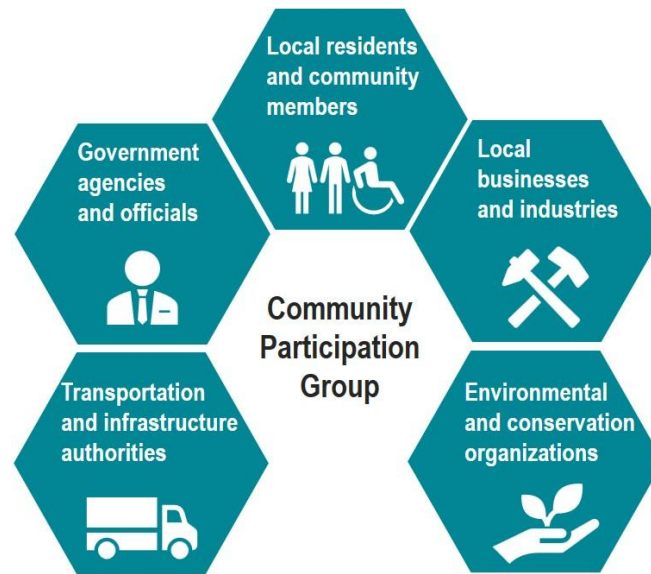 Local residents
and community
members
Government
agencies
and officials
Local
businesses
and industries
Community
Participation
Group
Transportation
and infrastructure
authorities
Environmental
and conservation
organizations